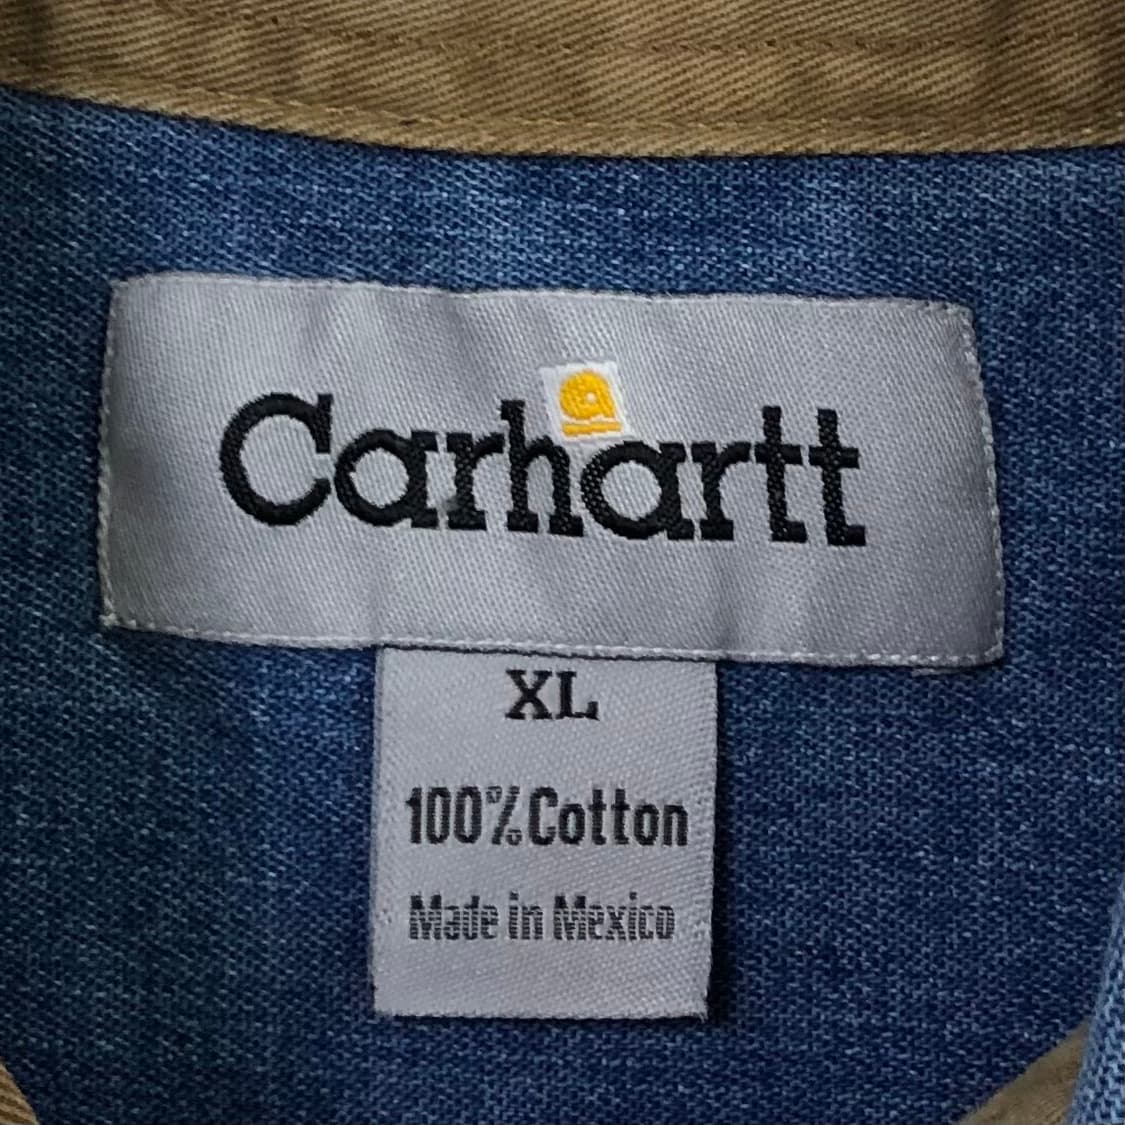 Carhartt
XL
100% Cotton
Made in Mexico